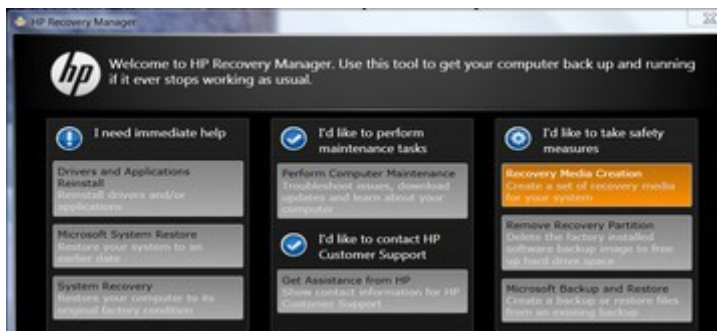 HP Recovery Manager
hp
Welcome to HP Recovery Manager. Use this tool to get your computer back up and running
if it ever stops working as usual.
I need immediate help
Drivers and Applications
Reinstall
Reinstall drivers and/or
applications
Microsoft System Restore
Restore your system to an
earlier date
System Recovery
Restore your computer to its
original factory condition
I'd like to perform
maintenance tasks
Perform Computer Maintenance
Troubleshoot issues, download
updates and learn about your
computer
I'd like to contact HP
Customer Support
Get Assistance from HP
Show contact information for HP
Customer Support
I'd like to take safety
measures
Recovery Media Creation
Create a set of recovery media
for your system
Remove Recovery Partition
Delete the factory installed
software backup image to free
up hard drive space
Microsoft Backup and Restore
Create a backup or restore files
from an existing backup